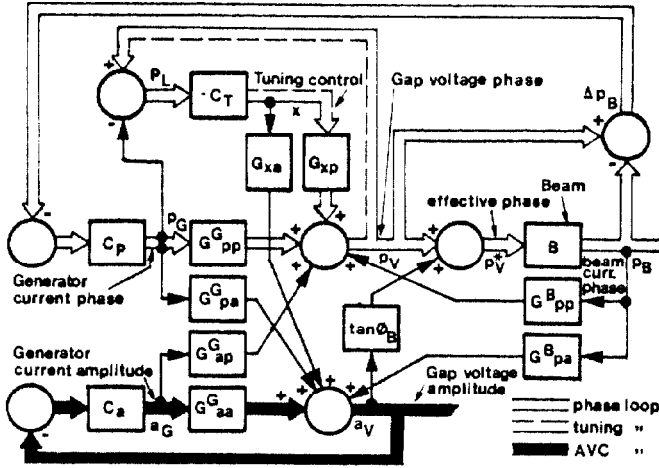 + P_L -C_T Tuning control Gap voltage phase Δp_B
- x +
G_xa G_xp
-
effective phase Beam
- p_G + +
C_p G^G_pp + p_V + p*_V B beam curr. phase p_B
Generator current phase
+ + +
G^G_pa G^B_pp
tanø_B
Generator current amplitude G^G_ap G^B_pa
Gap voltage amplitude
C_a a_G G^G_aa + + + + a_V
-
phase loop
tuning "
AVC "